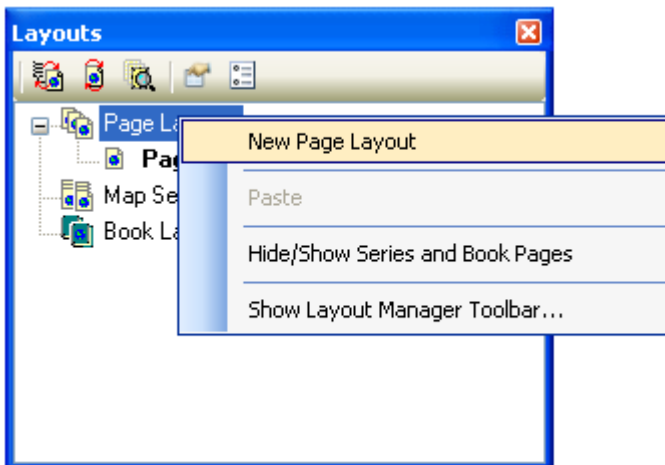 Layouts
Page La
New Page Layout
Pag
Map Se
Paste
Book La
Hide/Show Series and Book Pages
Show Layout Manager Toolbar...